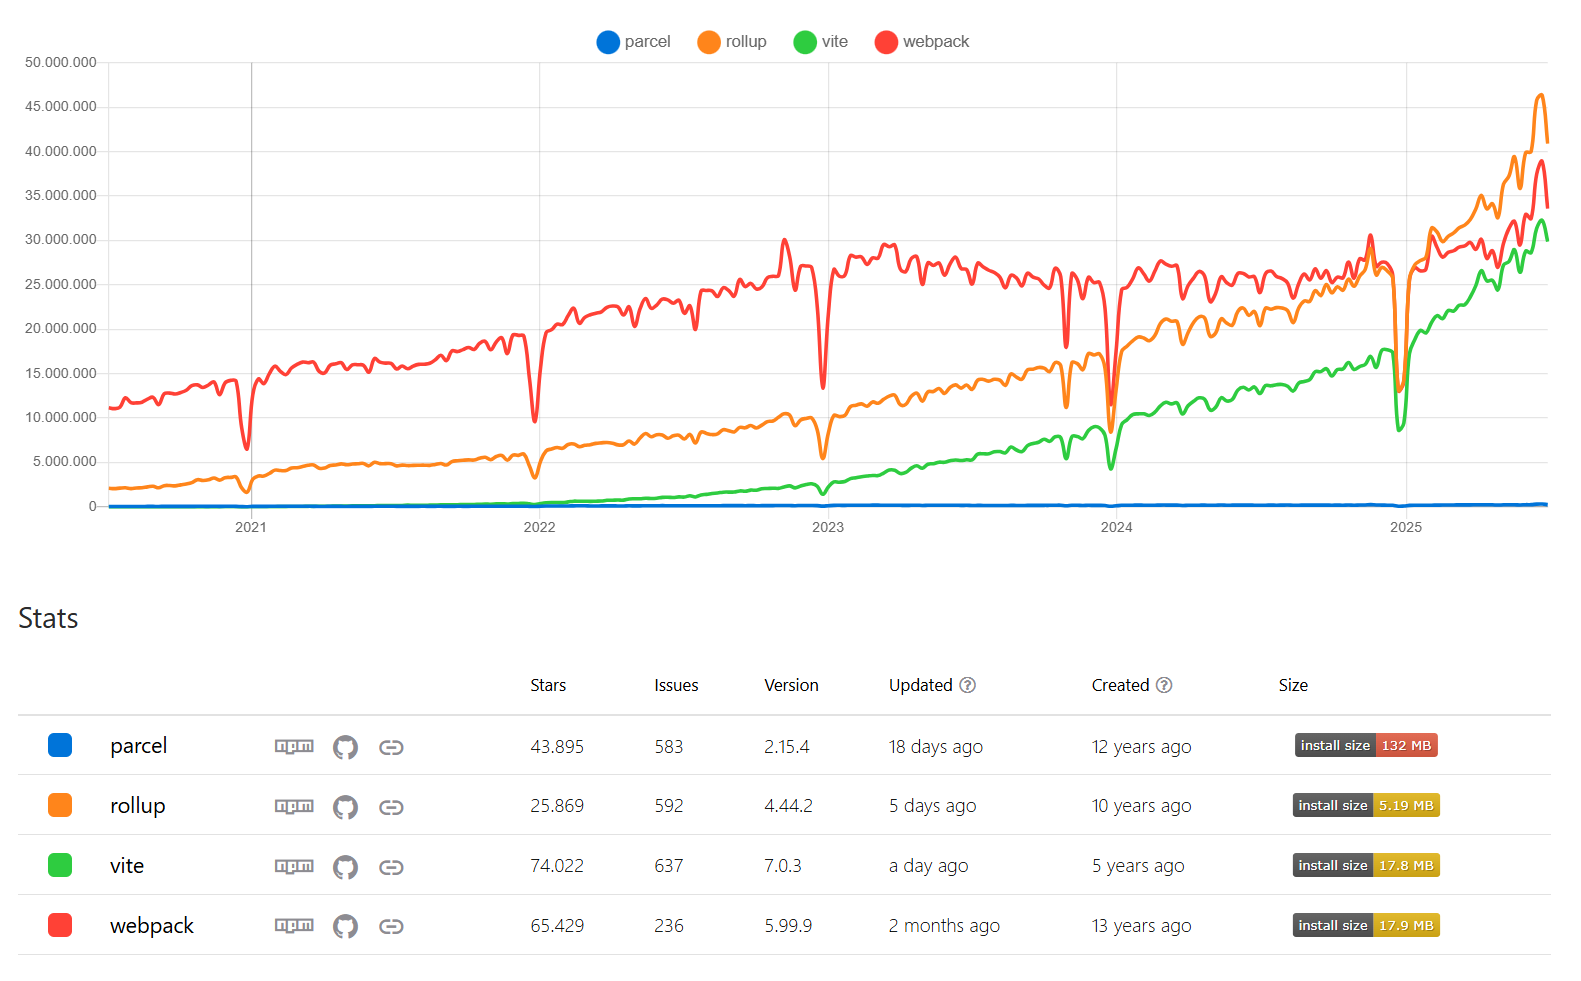 parcel rollup vite webpack
50.000.000
45.000.000
40.000.000
35.000.000
30.000.000
25.000.000
20.000.000
15.000.000
10.000.000
5.000.000
0
2021 2022 2023 2024 2025
Stats
Stars Issues Version Updated ? Created ? Size
parcel npm 43.895 583 2.15.4 18 days ago 12 years ago install size 132 MB
rollup npm 25.869 592 4.44.2 5 days ago 10 years ago install size 5.19 MB
vite npm 74.022 637 7.0.3 a day ago 5 years ago install size 17.8 MB
webpack npm 65.429 236 5.99.9 2 months ago 13 years ago install size 17.9 MB